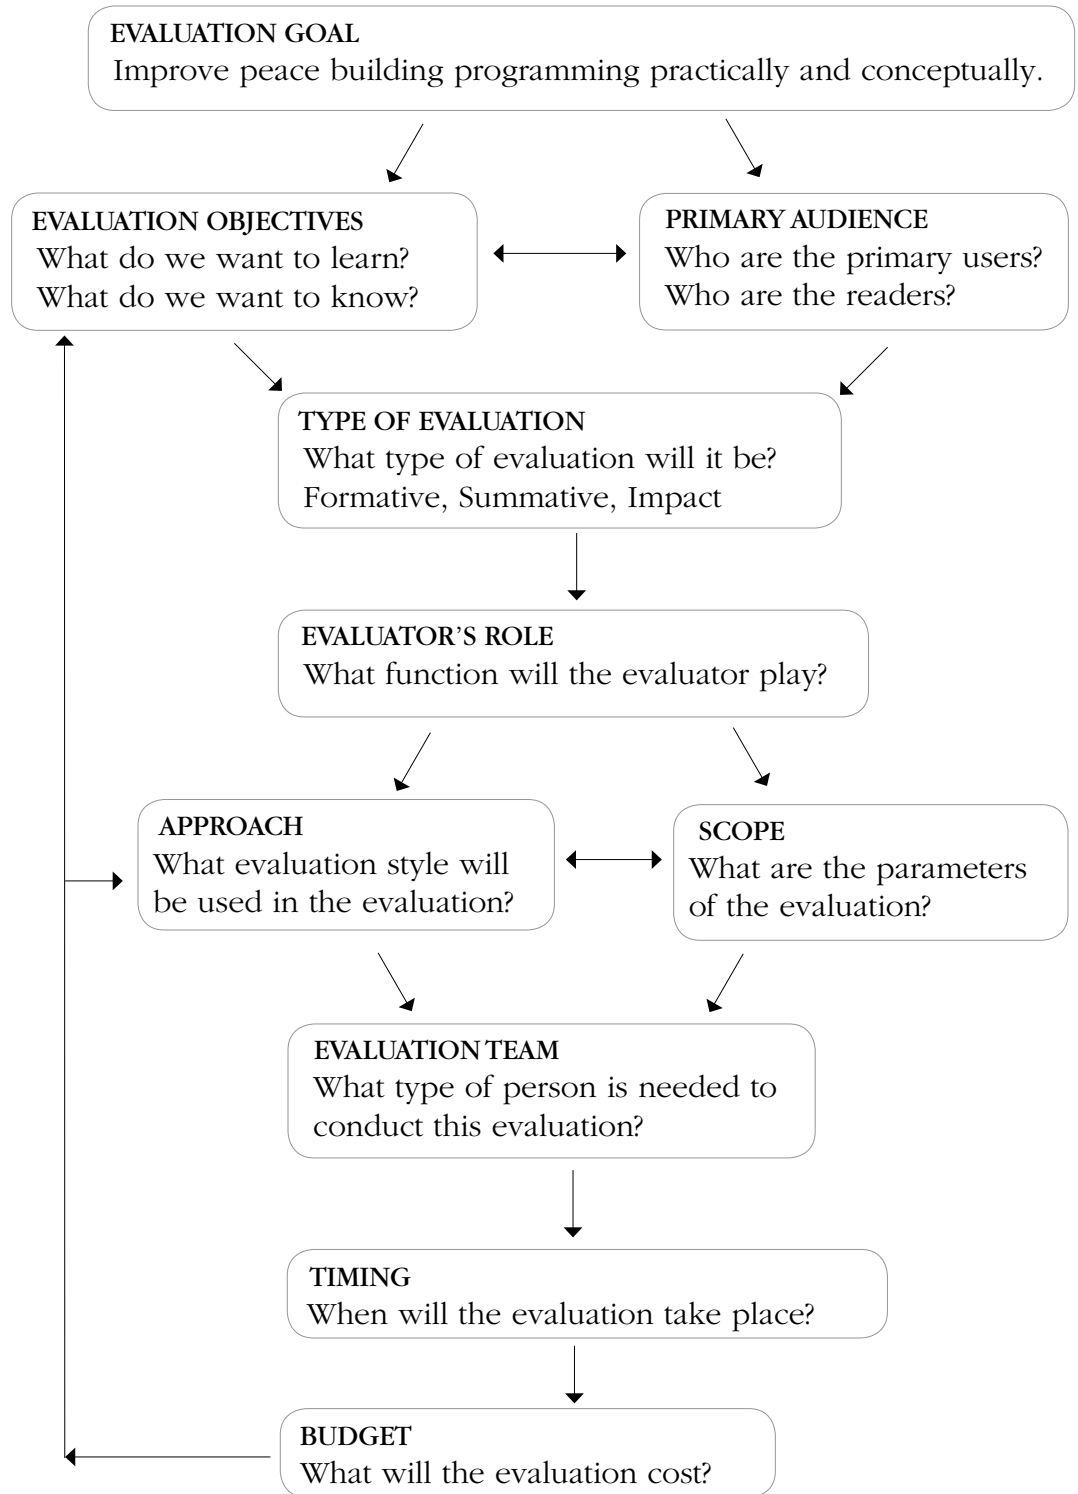 EVALUATION GOAL
Improve peace building programming practically and conceptually.
EVALUATION OBJECTIVES
What do we want to learn?
What do we want to know?
PRIMARY AUDIENCE
Who are the primary users?
Who are the readers?
TYPE OF EVALUATION
What type of evaluation will it be?
Formative, Summative, Impact
EVALUATOR’S ROLE
What function will the evaluator play?
APPROACH
What evaluation style will
be used in the evaluation?
SCOPE
What are the parameters
of the evaluation?
EVALUATION TEAM
What type of person is needed to
conduct this evaluation?
TIMING
When will the evaluation take place?
BUDGET
What will the evaluation cost?